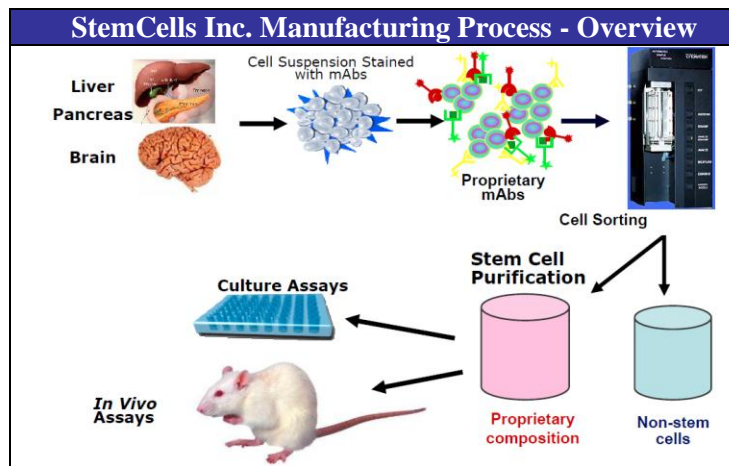 StemCells Inc. Manufacturing Process - Overview
Liver
Pancreas
Brain
Cell Suspension Stained
with mAbs
Proprietary
mAbs
Cell Sorting
Stem Cell
Purification
Culture Assays
In Vivo
Assays
Proprietary
composition
Non-stem
cells